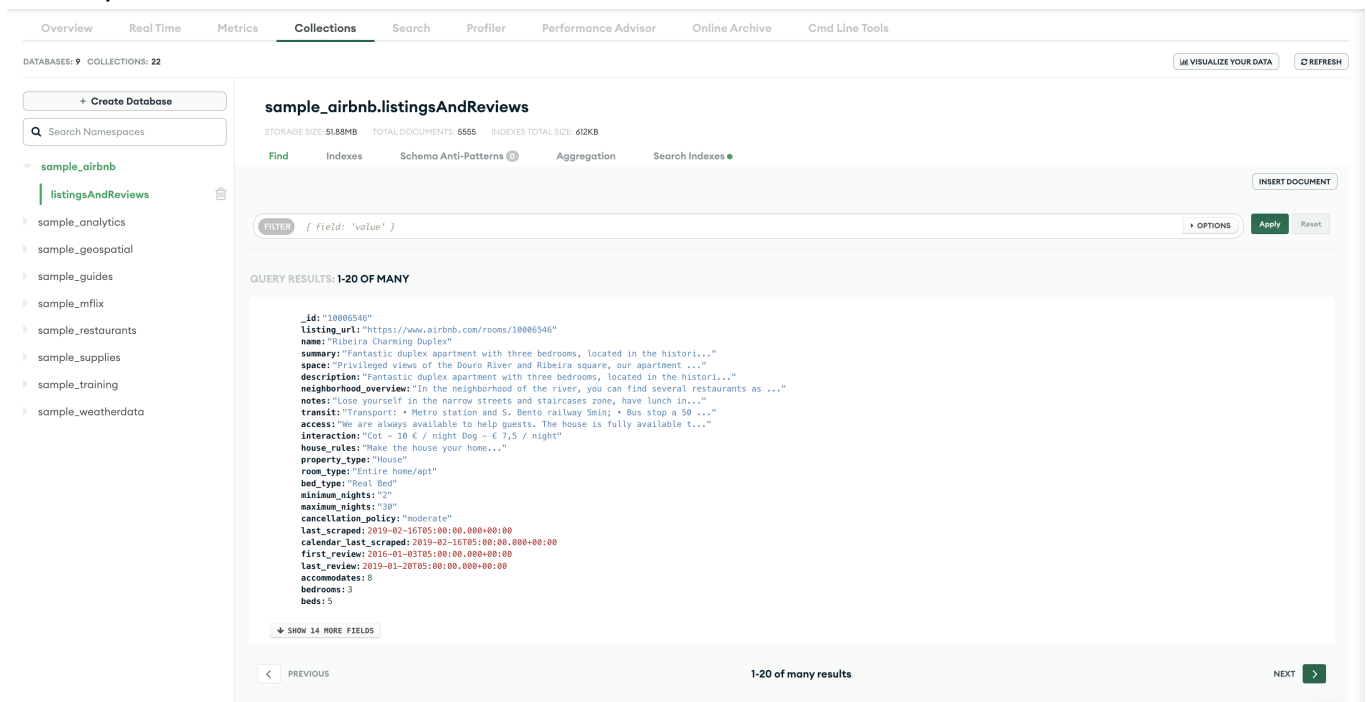 Overview Real Time Metrics Collections Search Profiler Performance Advisor Online Archive Cmd Line Tools
DATABASES: 9 COLLECTIONS: 22
VISUALIZE YOUR DATA
REFRESH
+ Create Database
Search Namespaces
sample_airbnb
listingsAndReviews
sample_analytics
sample_geospatial
sample_guides
sample_mflix
sample_restaurants
sample_supplies
sample_training
sample_weatherdata
sample_airbnb.listingsAndReviews
STORAGE SIZE: 51.88MB TOTAL DOCUMENTS: 5555 INDEXES TOTAL SIZE: 612KB
Find Indexes Schema Anti-Patterns 0 Aggregation Search Indexes
INSERT DOCUMENT
FILTER { field: 'value' } OPTIONS Apply Reset
QUERY RESULTS: 1-20 OF MANY
_id: "10006546"
listing_url: "https://www.airbnb.com/rooms/10006546"
name: "Ribeira Charming Duplex"
summary: "Fantastic duplex apartment with three bedrooms, located in the histori..."
space: "Privileged views of the Douro River and Ribeira square, our apartment ..."
description: "Fantastic duplex apartment with three bedrooms, located in the histori..."
neighborhood_overview: "In the neighborhood of the river, you can find several restaurants as ..."
notes: "Lose yourself in the narrow streets and staircases zone, have lunch in..."
transit: "Transport: • Metro station and S. Bento railway 5min; • Bus stop a 50 ..."
access: "We are always available to help guests. The house is fully available t..."
interaction: "Cot - 10 € / night Dog - € 7,5 / night"
house_rules: "Make the house your home..."
property_type: "House"
room_type: "Entire home/apt"
bed_type: "Real Bed"
minimum_nights: "2"
maximum_nights: "30"
cancellation_policy: "moderate"
last_scraped: 2019-02-16T05:00:00.000+00:00
calendar_last_scraped: 2019-02-16T05:00:00.000+00:00
first_review: 2016-01-03T05:00:00.000+00:00
last_review: 2019-01-20T05:00:00.000+00:00
accommodates: 8
bedrooms: 3
beds: 5
SHOW 14 MORE FIELDS
PREVIOUS 1-20 of many results NEXT